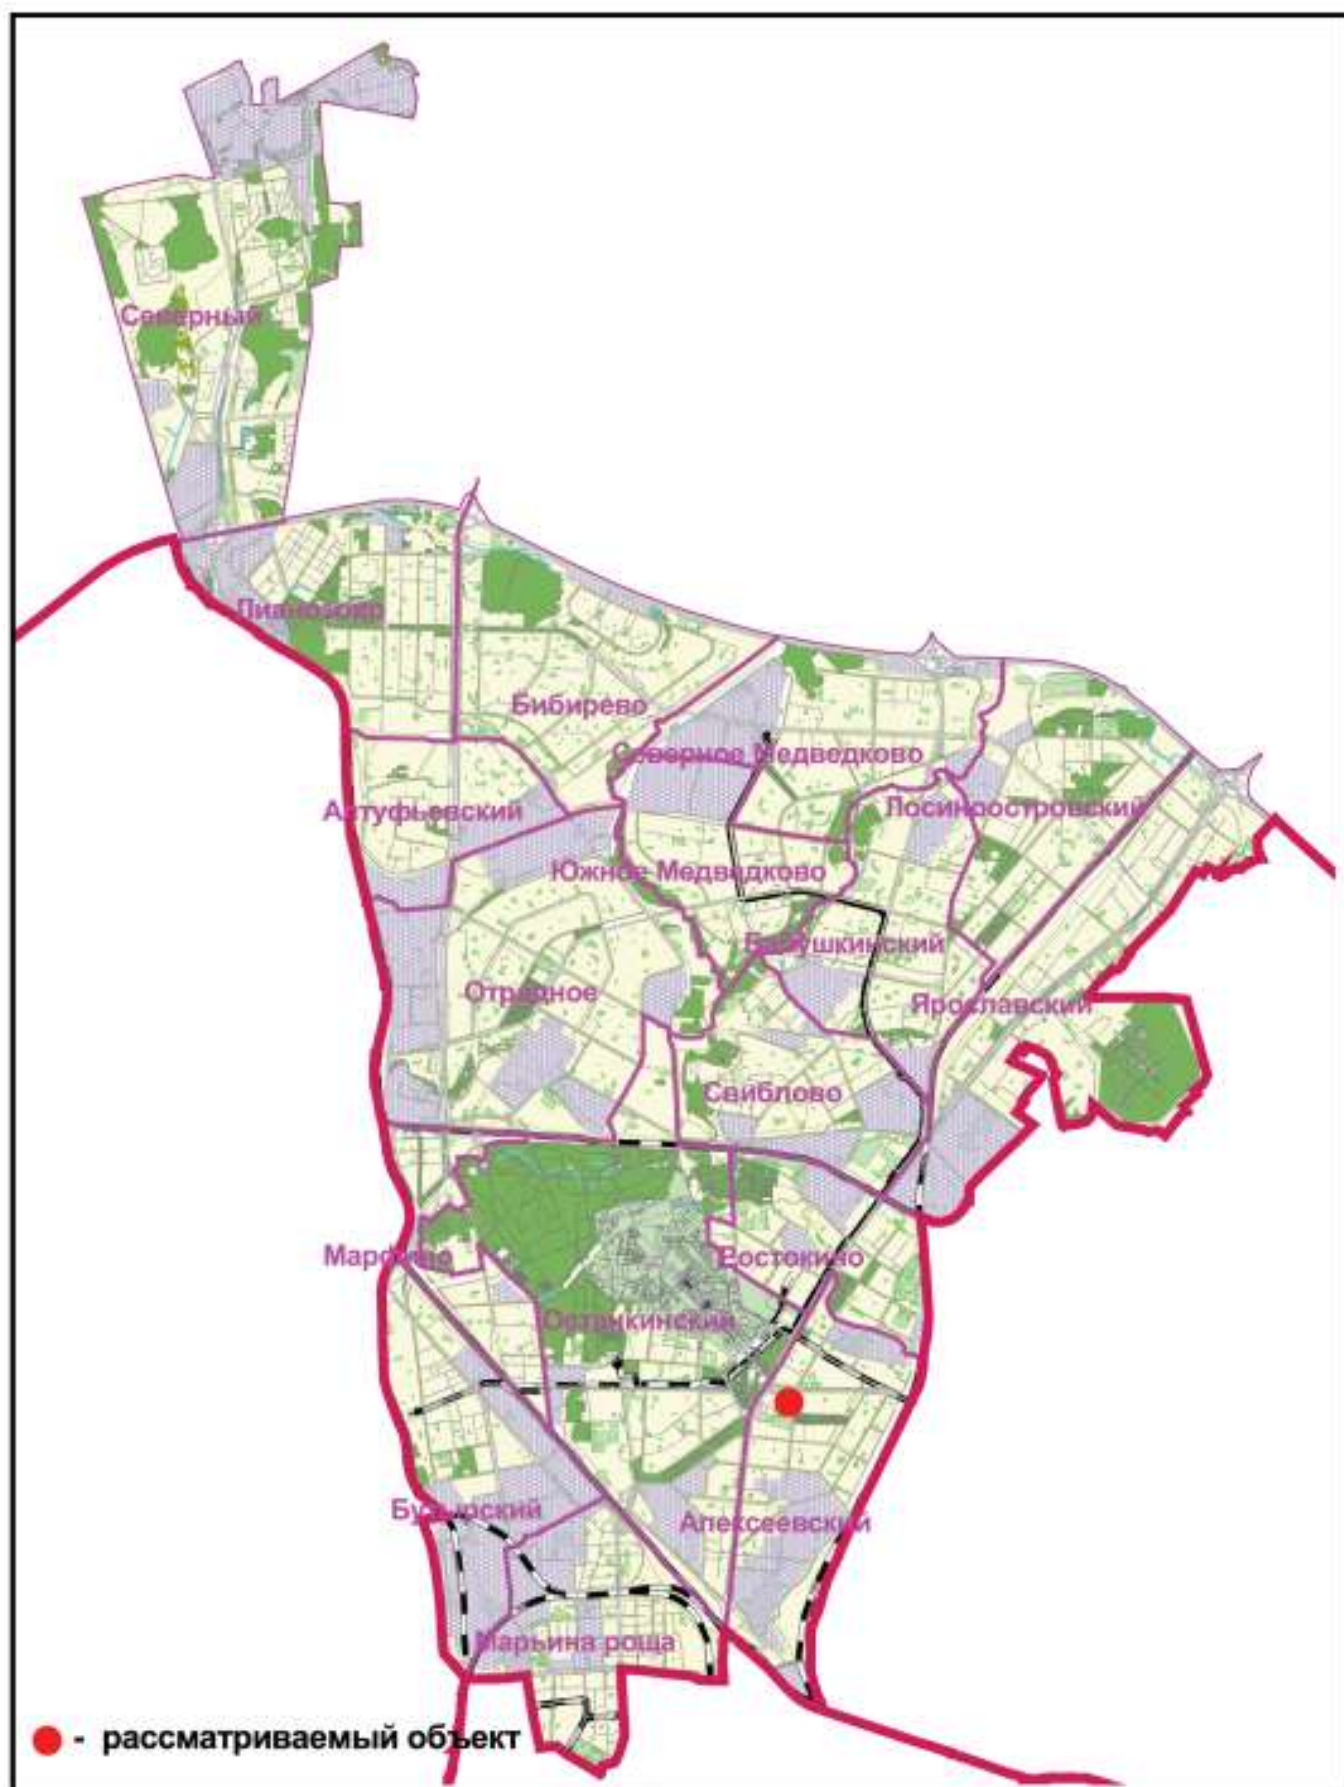 Северный
Лианозово
Бибирево
Северное Медведково
Алтуфьевский
Лосиноостровский
Южное Медведково
Бабушкинский
Отрадное
Ярославский
Свиблово
Марфино
Ростокино
Останкинский
Бутырский
Алексеевский
Марьина роща
- рассматриваемый объект